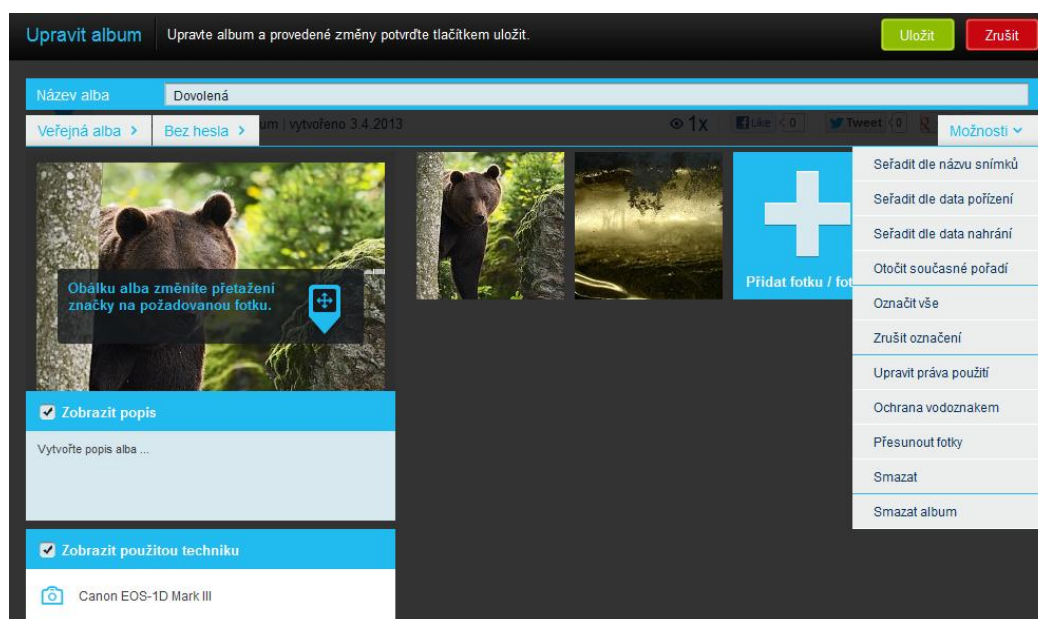 Upravit album
Upravte album a provedené změny potvrďte tlačítkem uložit.
Uložit
Zrušit
Název alba
Dovolená
Veřejná alba >
Bez hesla >
um | vytvořeno 3.4.2013
1x
Like
0
Tweet
0
Možnosti
Seřadit dle názvu snímků
Seřadit dle data pořízení
Seřadit dle data nahrání
Otočit současné pořadí
Označit vše
Zrušit označení
Upravit práva použití
Ochrana vodoznakem
Přesunout fotky
Smazat
Smazat album
Obálku alba změníte přetažení
značky na požadovanou fotku.
Přidat fotku / fot
Zobrazit popis
Vytvořte popis alba ...
Zobrazit použitou techniku
Canon EOS-1D Mark III